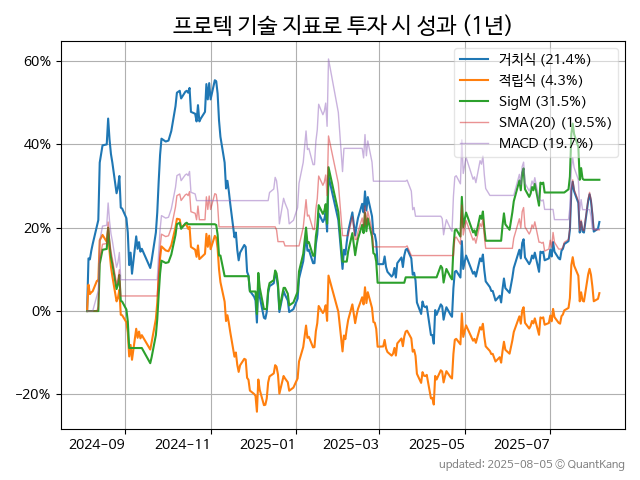 프로텍 기술 지표로 투자 시 성과 (1년)
거치식 (21.4%)
적립식 (4.3%)
SigM (31.5%)
SMA(20) (19.5%)
MACD (19.7%)
60%
40%
20%
0%
−20%
2024-09
2024-11
2025-01
2025-03
2025-05
2025-07
updated: 2025-08-05 © QuantKang